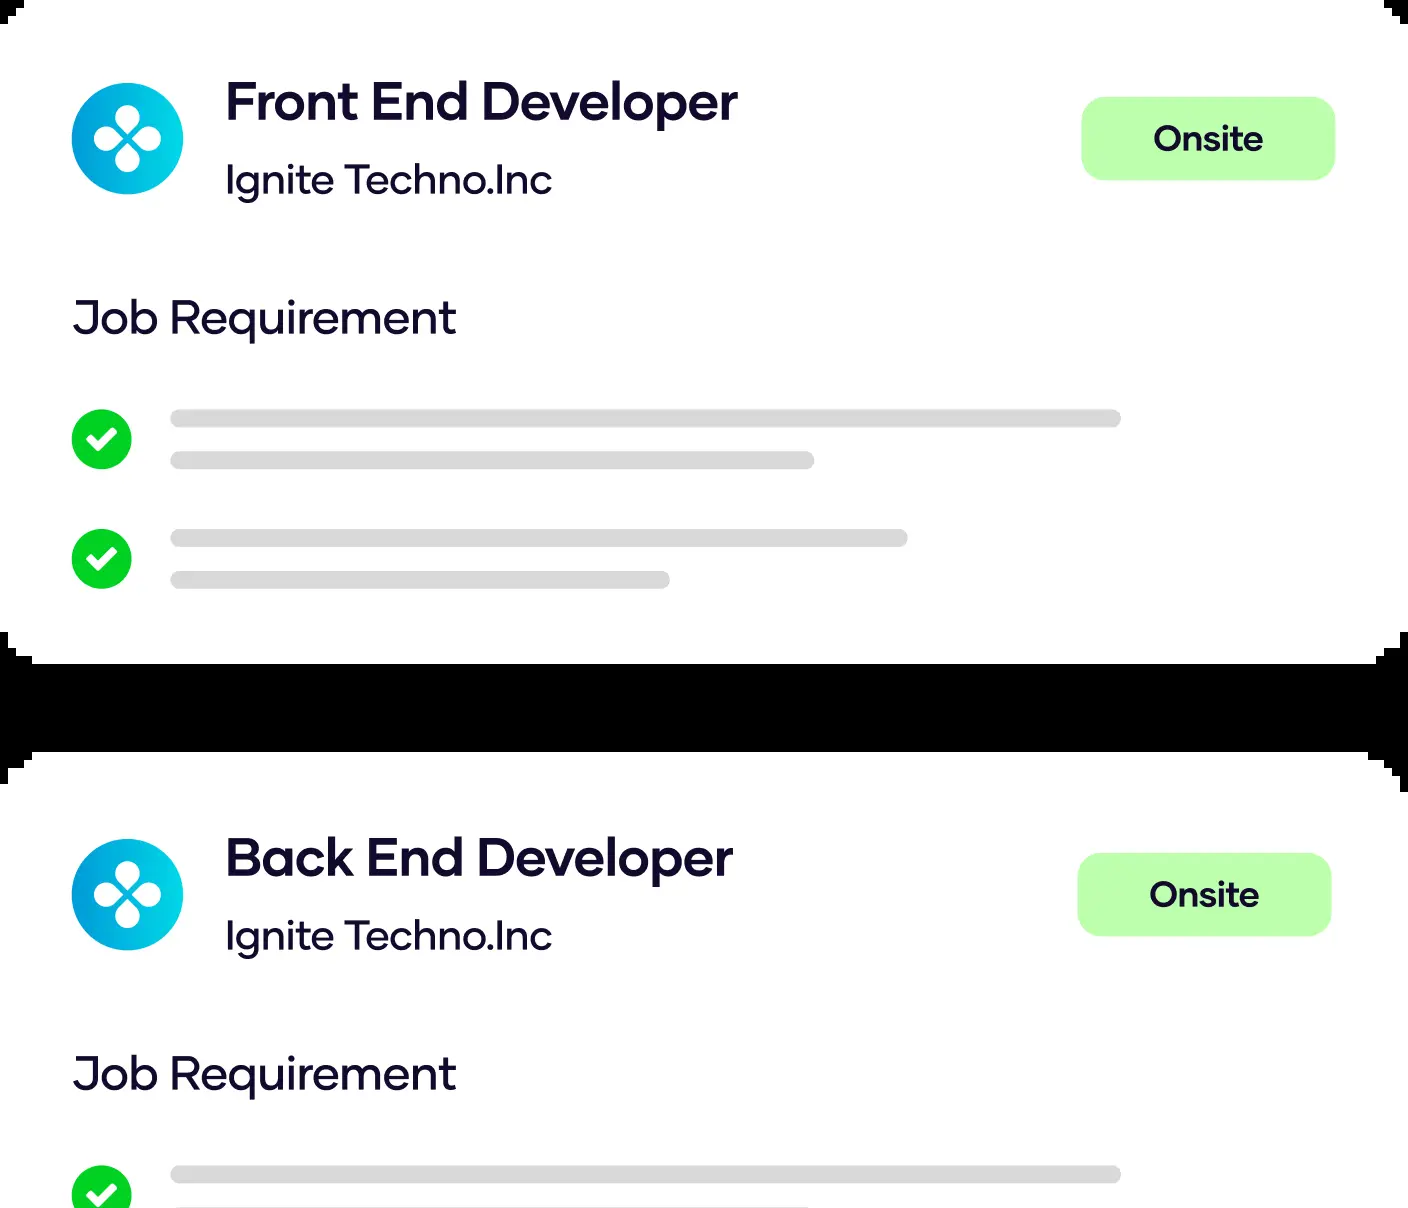 Front End Developer
Onsite
Ignite Techno.Inc
Job Requirement
Back End Developer
Onsite
Ignite Techno.Inc
Job Requirement